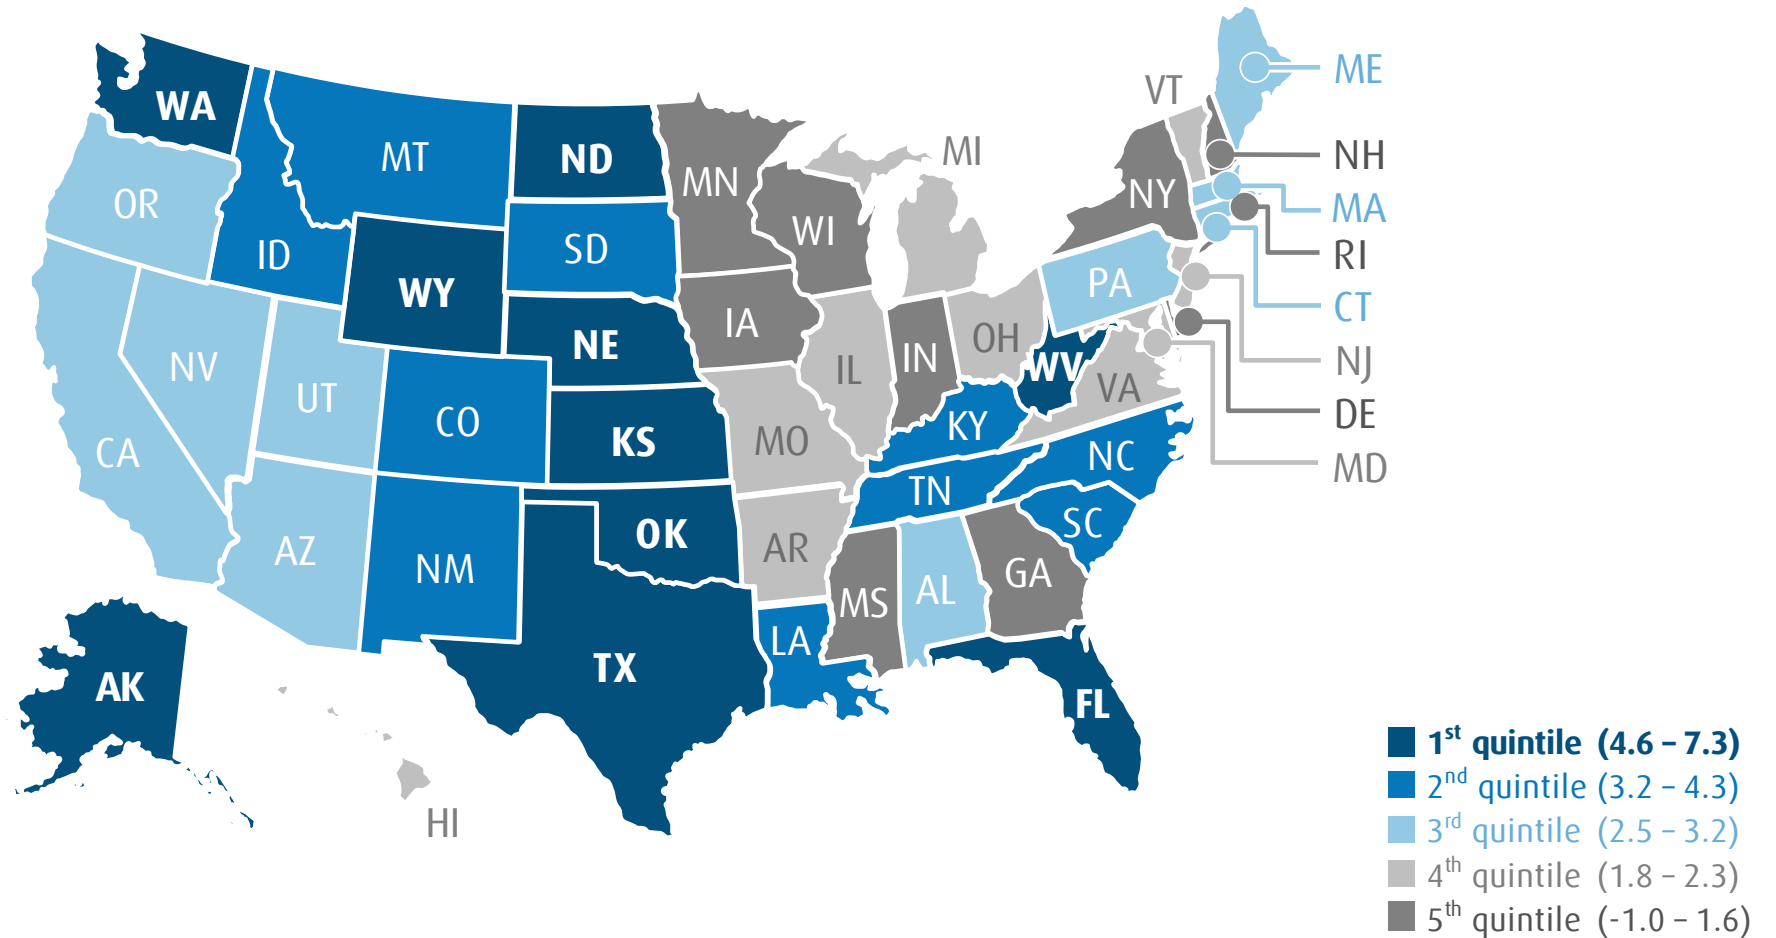 ME
VT
WA
NH
MI
MT
ND
MN
NY
OR
MA
WI
SD
ID
RI
PA
WY
CT
IA
NE
OH
IN
NJ
NV
IL
WV
UT
VA
DE
CO
KY
KS
MO
CA
NC
MD
TN
SC
OK
AR
AZ
NM
GA
AL
MS
LA
TX
AK
FL
HI
1st quintile (4.6 – 7.3)
2nd quintile (3.2 – 4.3)
3rd quintile (2.5 – 3.2)
4th quintile (1.8 – 2.3)
5th quintile (-1.0 – 1.6)